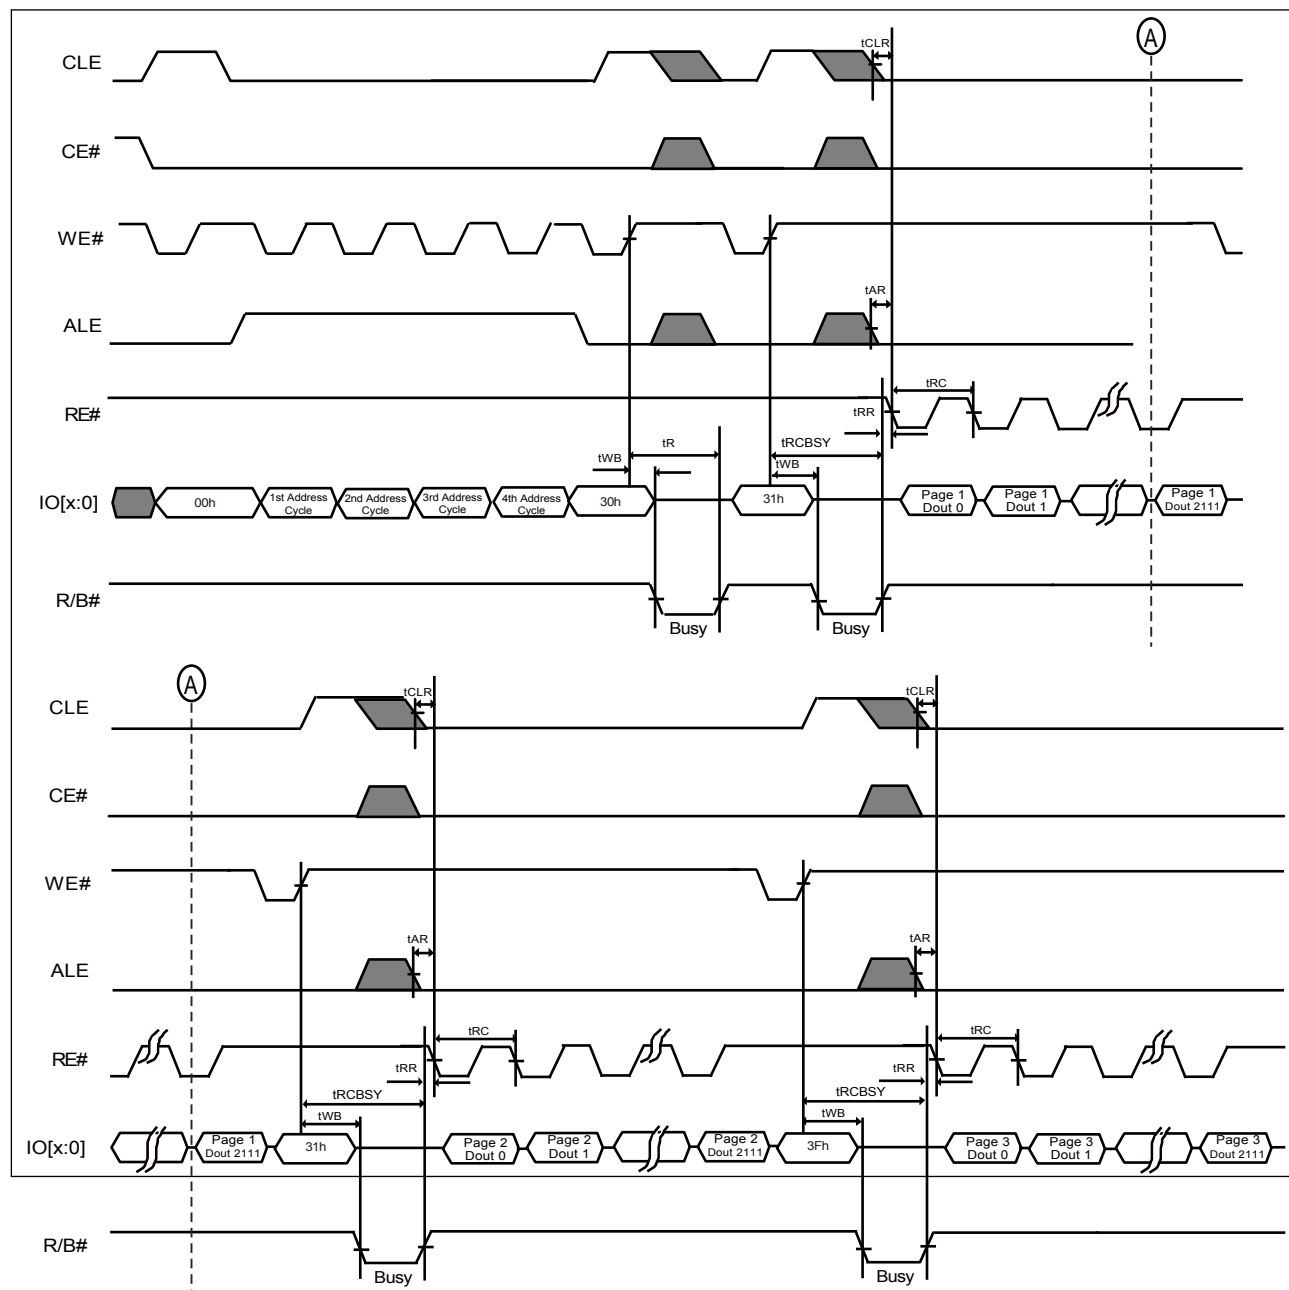 A
CLE
tCLR
CE#
WE#
ALE
tAR
RE#
tRC
tRR
tR
tRCBSY
tWB
tWB
IO[x:0]
00h
1st Address Cycle
2nd Address Cycle
3rd Address Cycle
4th Address Cycle
30h
31h
Page 1 Dout 0
Page 1 Dout 1
Page 1 Dout 2111
R/B#
Busy
Busy
A
CLE
tCLR
tCLR
CE#
WE#
ALE
tAR
tAR
RE#
tRC
tRC
tRR
tRR
tRCBSY
tRCBSY
tWB
tWB
IO[x:0]
Page 1 Dout 2111
31h
Page 2 Dout 0
Page 2 Dout 1
Page 2 Dout 2111
3Fh
Page 3 Dout 0
Page 3 Dout 1
Page 3 Dout 2111
R/B#
Busy
Busy